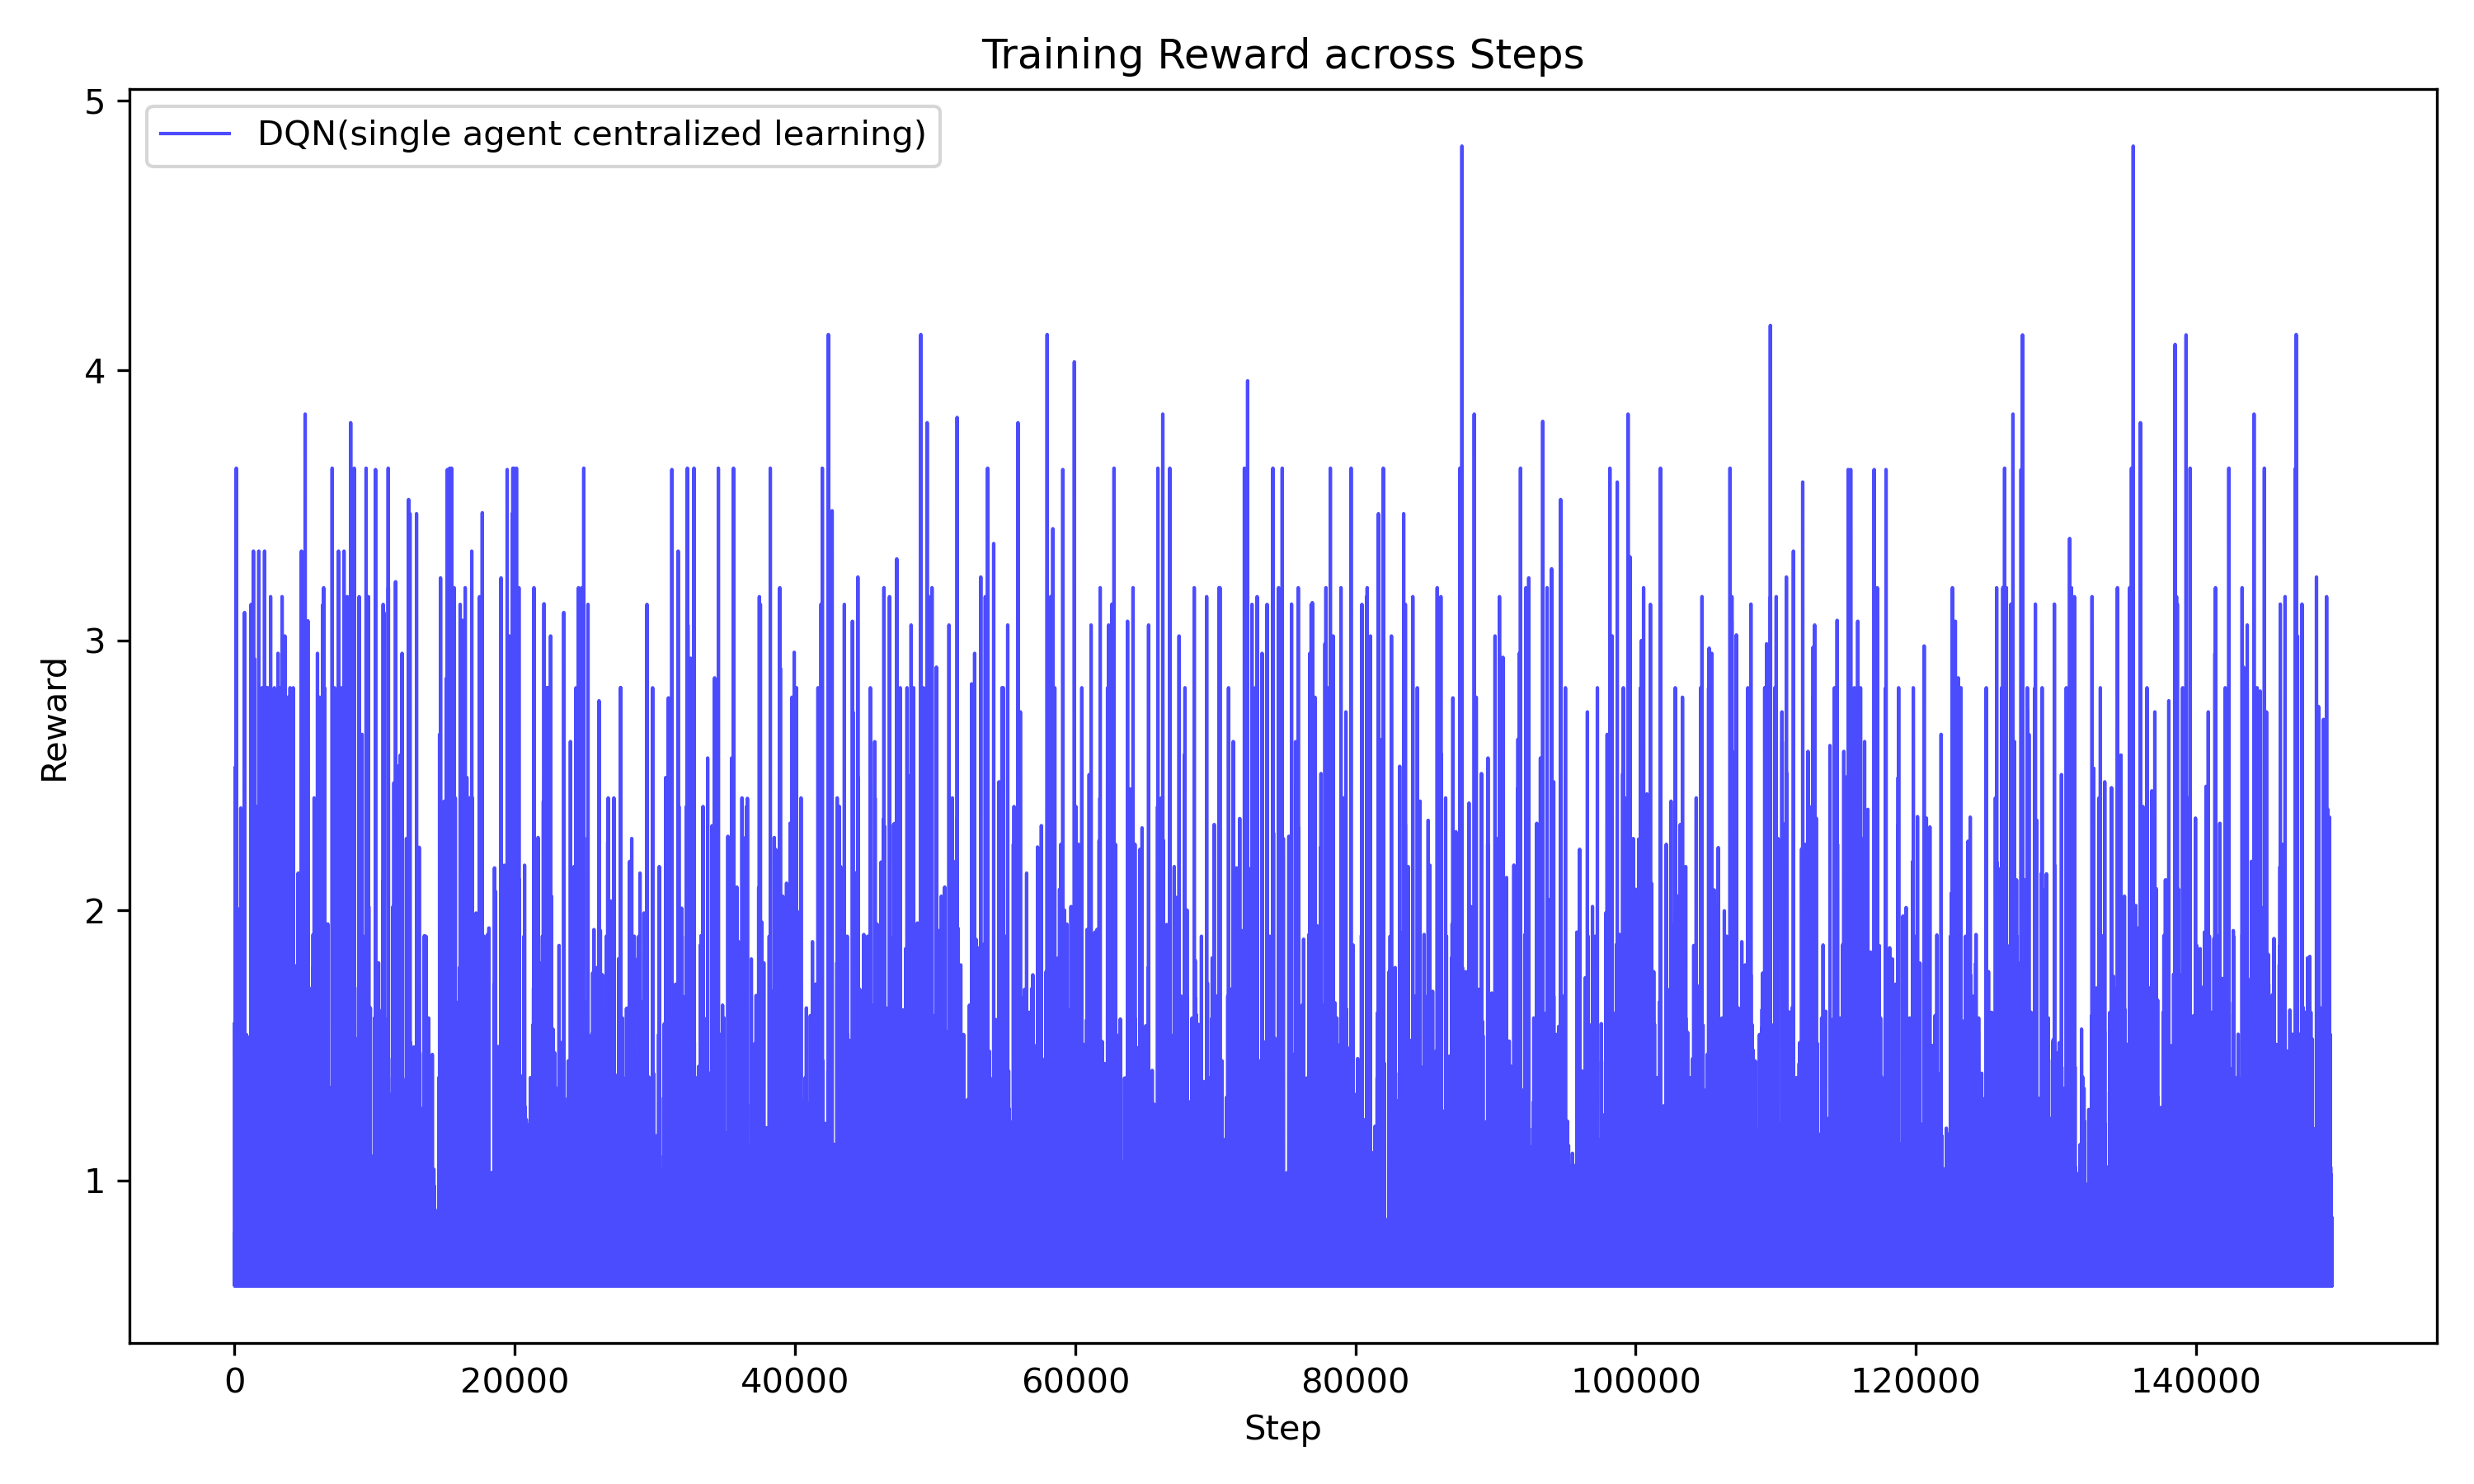 Training Reward across Steps
DQN(single agent centralized learning)
5
4
3
2
1
Reward
0 20000 40000 60000 80000 100000 120000 140000
Step